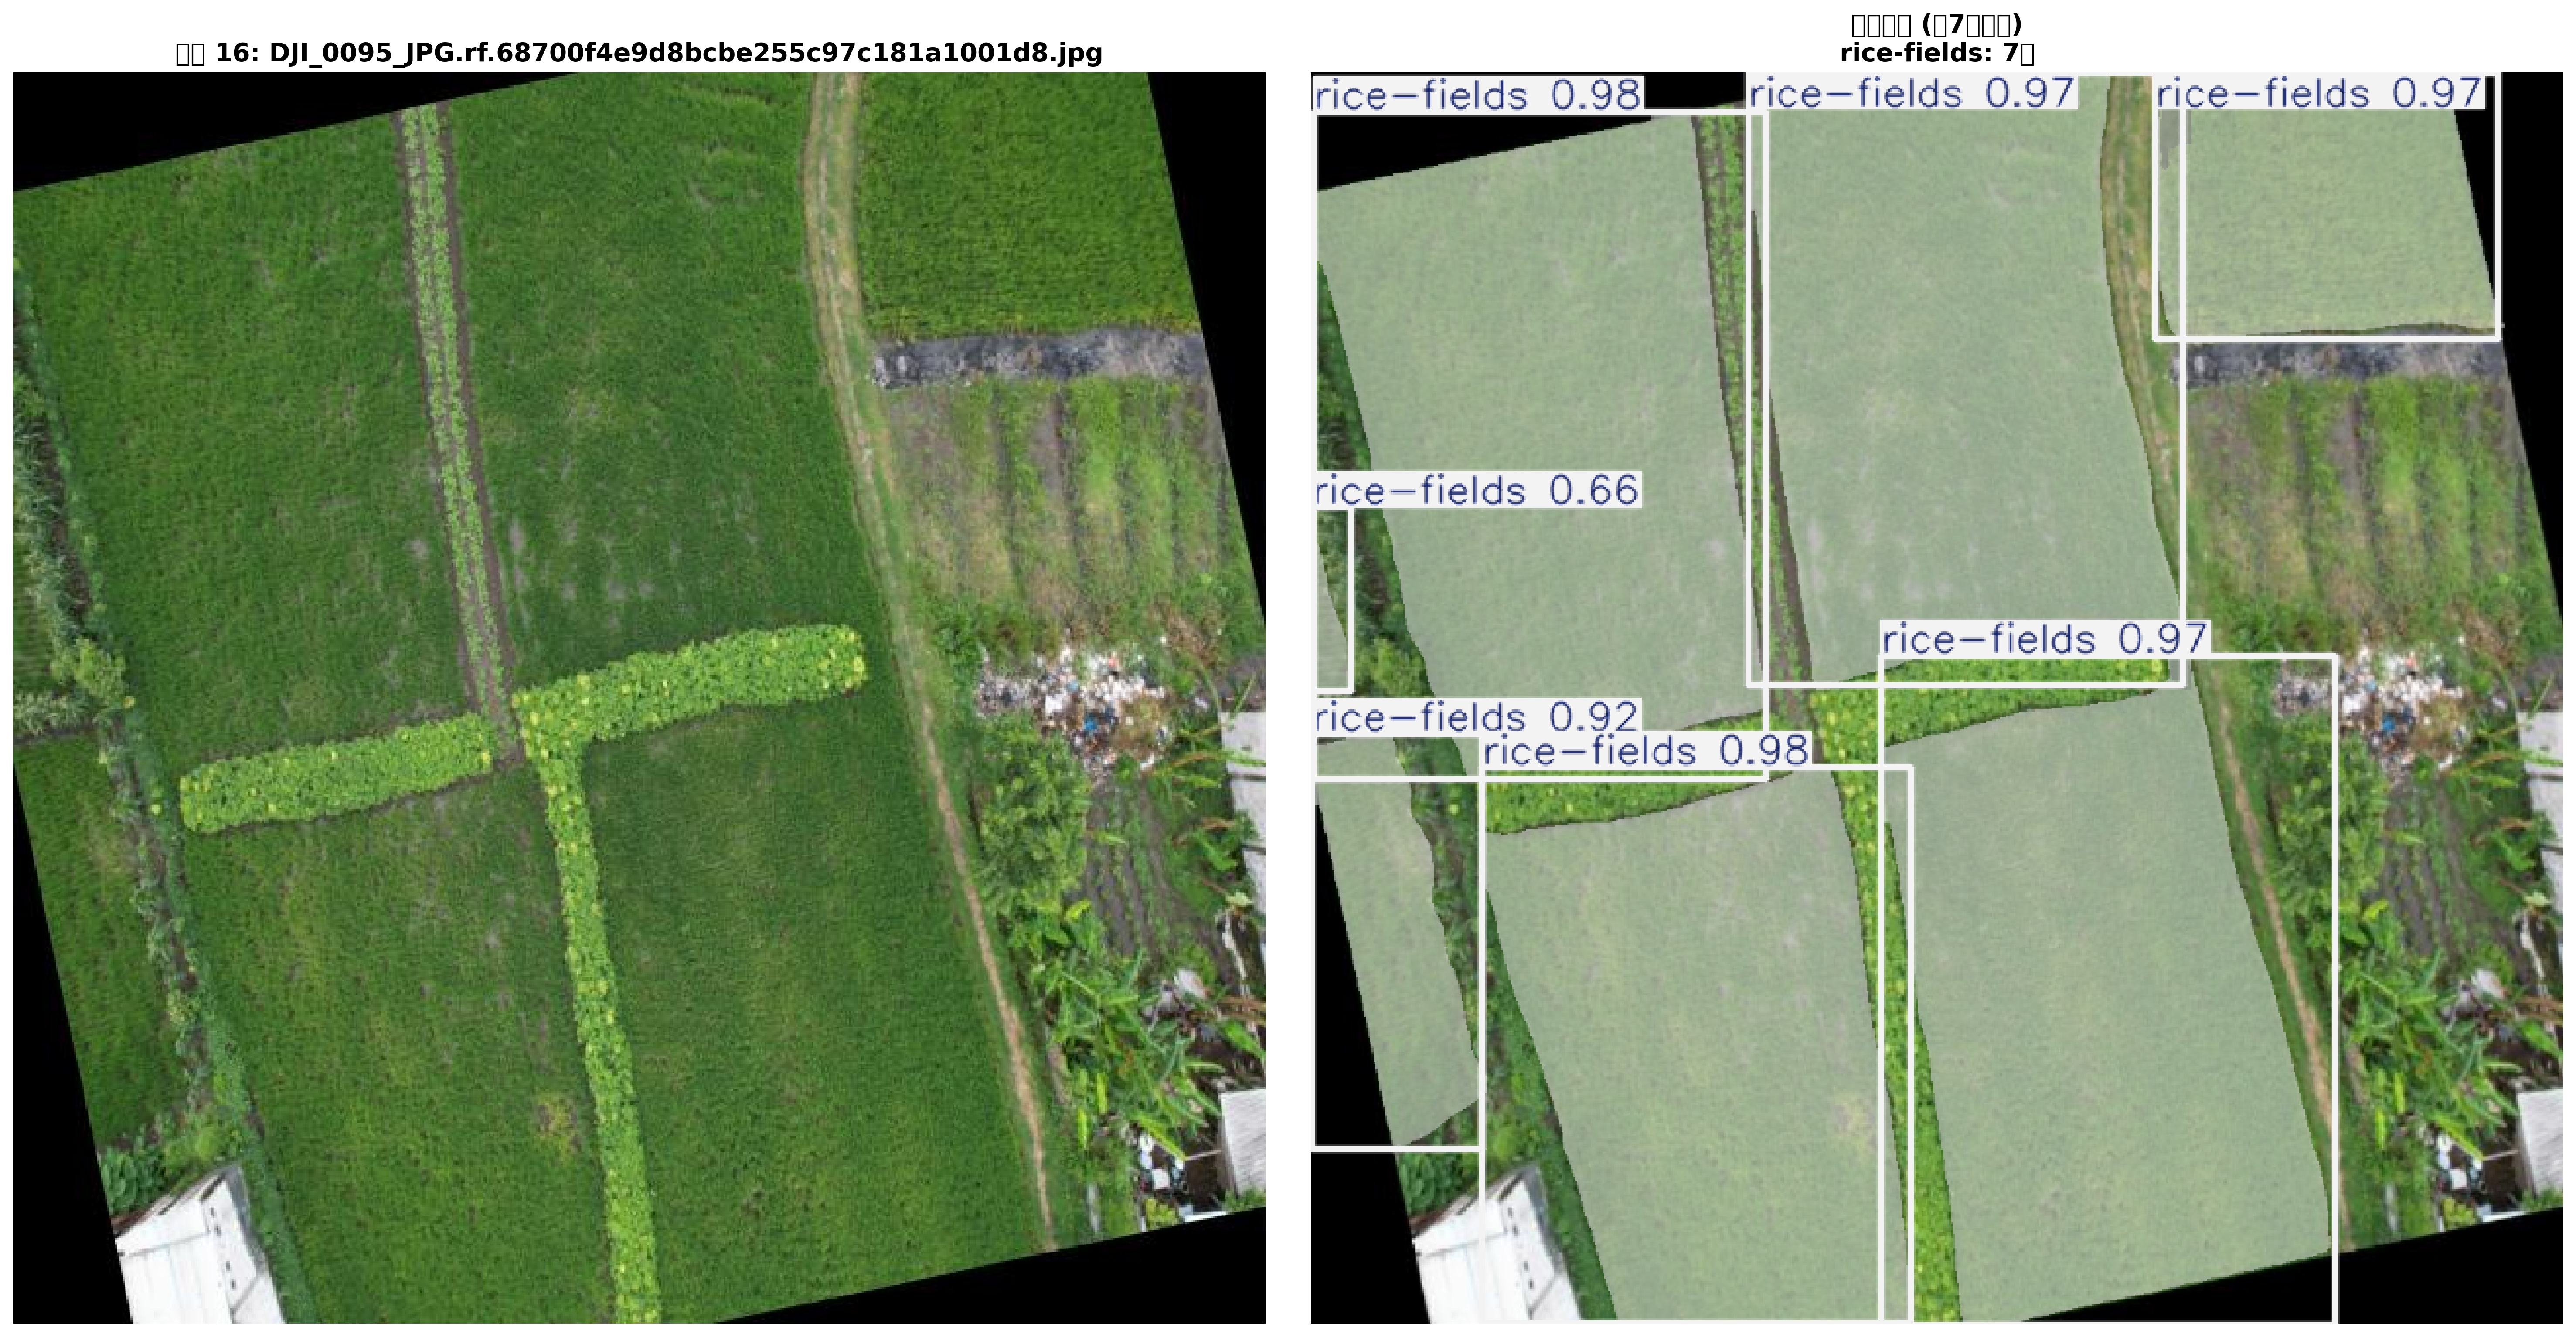 16: DJI_0095_JPG.rf.68700f4e9d8bcbe255c97c181a1001d8.jpg
(7)
rice-fields: 7
rice-fields 0.98
rice-fields 0.97
rice-fields 0.97
rice-fields 0.66
rice-fields 0.97
rice-fields 0.92
rice-fields 0.98